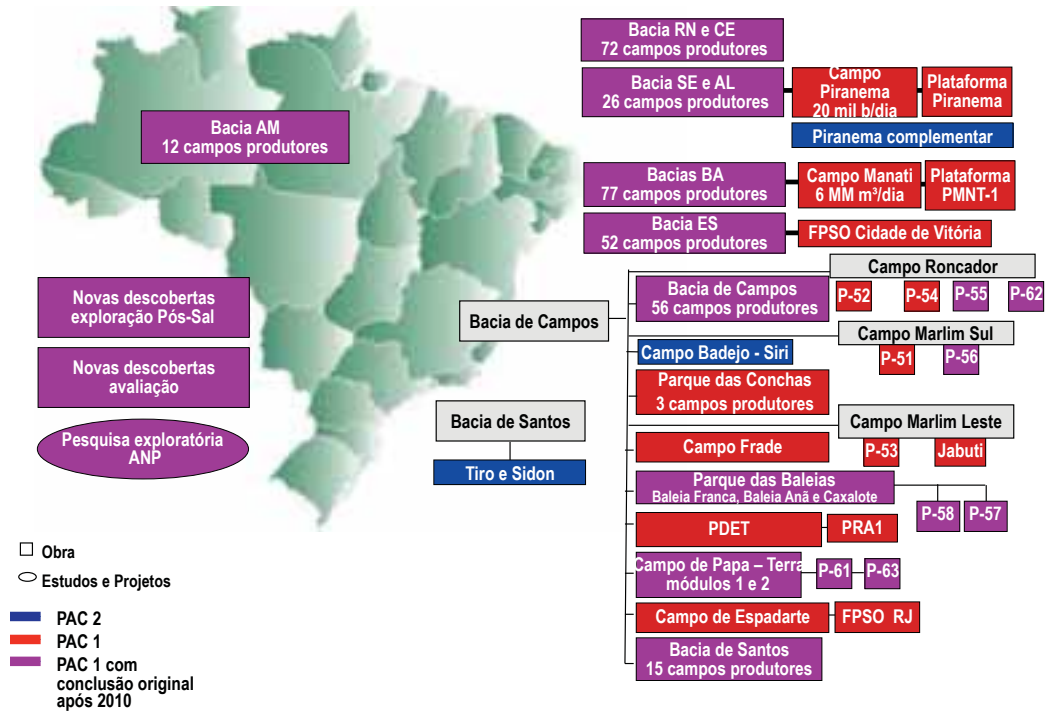 Bacia RN e CE
72 campos produtores
Bacia SE e AL
26 campos produtores
Campo
Piranema
20 mil b/dia
Plataforma
Piranema
Piranema complementar
Bacia AM
12 campos produtores
Bacias BA
77 campos produtores
Campo Manati
6 MM m³/dia
Plataforma
PMNT-1
Bacia ES
52 campos produtores
FPSO Cidade de Vitória
Campo Roncador
P-52
P-54
P-55
P-62
Novas descobertas
exploração Pós-Sal
Bacia de Campos
Bacia de Campos
56 campos produtores
Campo Marlim Sul
P-51
P-56
Campo Badejo - Siri
Novas descobertas
avaliação
Parque das Conchas
3 campos produtores
Bacia de Santos
Tiro e Sidon
Campo Marlim Leste
P-53
Jabuti
Pesquisa exploratória
ANP
Campo Frade
Parque das Baleias
Baleia Franca, Baleia Anã e Caxalote
P-58
P-57
PDET
PRA1
Campo de Papa – Terra
módulos 1 e 2
P-61
P-63
Campo de Espadarte
FPSO RJ
Bacia de Santos
15 campos produtores
Obra
Estudos e Projetos
PAC 2
PAC 1
PAC 1 com
conclusão original
após 2010